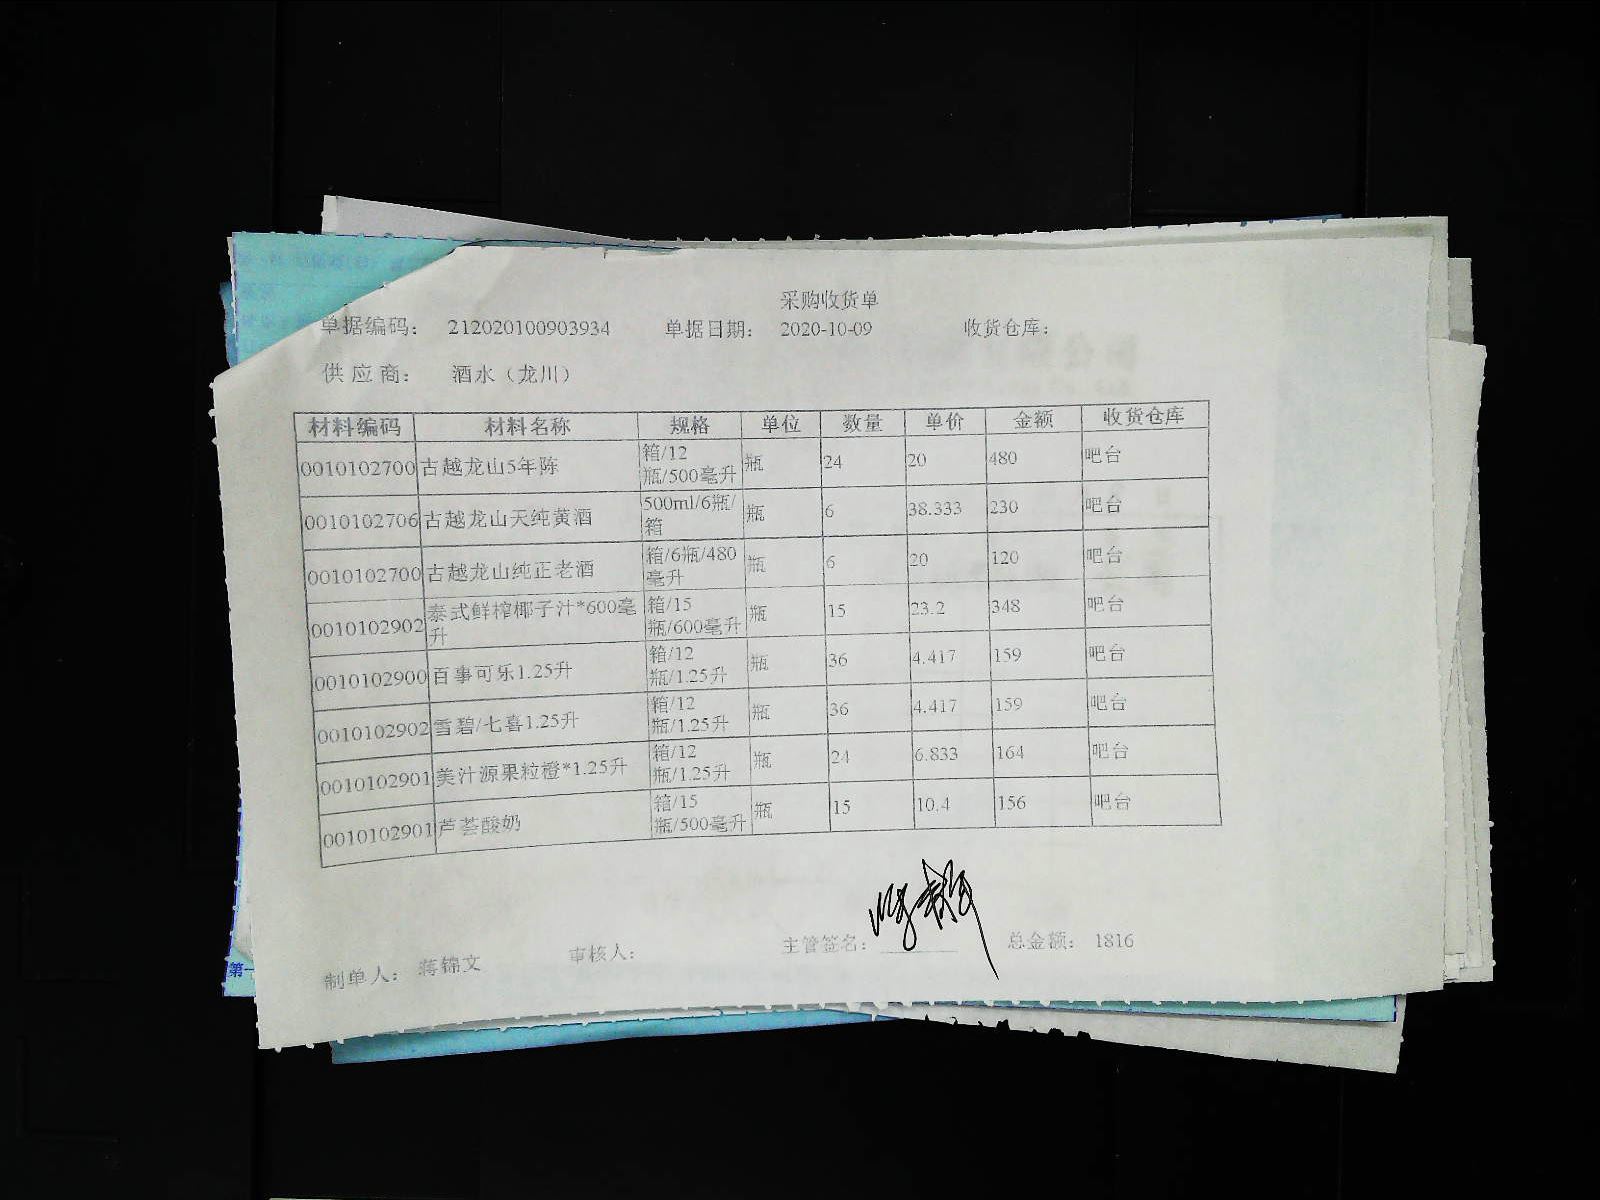 采购收货单
单据编码： 212020100903934 单据日期： 2020-10-09 收货仓库：
供 应 商： 酒水（龙川）
材料编码 材料名称 规格 单位 数量 单价 金额 收货仓库
0010102700 古越龙山5年陈 箱/12瓶/500毫升 瓶 24 20 480 吧台
0010102706 古越龙山天纯黄酒 500ml/6瓶/箱 瓶 6 38.333 230 吧台
0010102700 古越龙山纯正老酒 箱/6瓶/480毫升 瓶 6 20 120 吧台
0010102902 泰式鲜榨椰子汁*600毫升 箱/15瓶/600毫升 瓶 15 23.2 348 吧台
0010102900 百事可乐1.25升 箱/12瓶/1.25升 瓶 36 4.417 159 吧台
0010102902 雪碧/七喜1.25升 箱/12瓶/1.25升 瓶 36 4.417 159 吧台
0010102901 美汁源果粒橙*1.25升 箱/12瓶/1.25升 瓶 24 6.833 164 吧台
0010102901 芦荟酸奶 箱/15瓶/500毫升 瓶 15 10.4 156 吧台
制单人： 蒋锦文 审核人： 主管签名： 总金额： 1816
第一